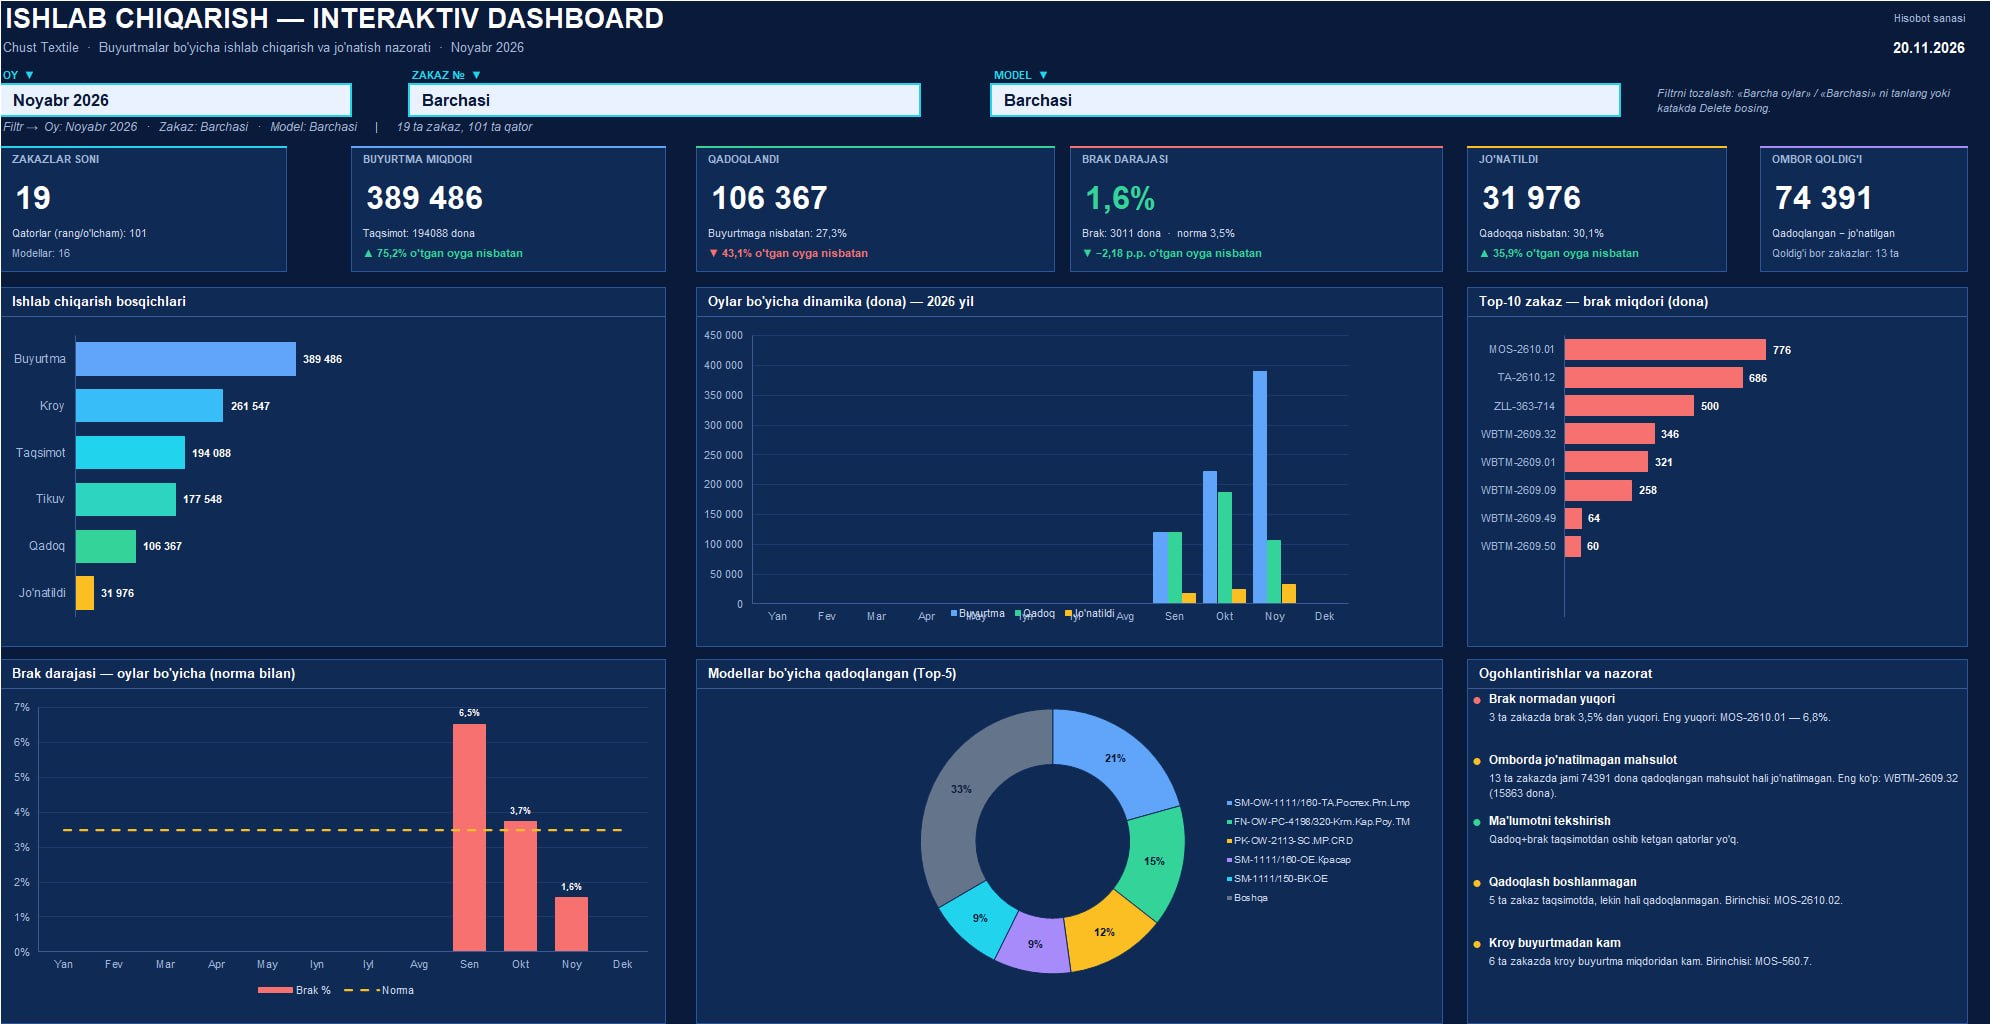 ISHLAB CHIQARISH — INTERAKTIV DASHBOARD
Hisobot sanasi
Chust Textile · Buyurtmalar bo'yicha ishlab chiqarish va jo'natish nazorati · Noyabr 2026
20.11.2026
OY ▼
ZAKAZ № ▼
MODEL ▼
Noyabr 2026
Barchasi
Barchasi
Filtrni tozalash: «Barcha oylar» / «Barchasi» ni tanlang yoki
katakda Delete bosing.
Filtr → Oy: Noyabr 2026 · Zakaz: Barchasi · Model: Barchasi | 19 ta zakaz, 101 ta qator
ZAKAZLAR SONI
19
Qatorlar (rang/o'lcham): 101
Modellar: 16
BUYURTMA MIQDORI
389 486
Taqsimot: 194088 dona
▲ 75,2% o'tgan oyga nisbatan
QADOQLANDI
106 367
Buyurtmaga nisbatan: 27,3%
▼ 43,1% o'tgan oyga nisbatan
BRAK DARAJASI
1,6%
Brak: 3011 dona · norma 3,5%
▼ −2,18 p.p. o'tgan oyga nisbatan
JO'NATILDI
31 976
Qadoqqa nisbatan: 30,1%
▲ 35,9% o'tgan oyga nisbatan
OMBOR QOLDIG'I
74 391
Qadoqlangan − jo'natilgan
Qoldig'i bor zakazlar: 13 ta
Ishlab chiqarish bosqichlari
Buyurtma 389 486
Kroy 261 547
Taqsimot 194 088
Tikuv 177 548
Qadoq 106 367
Jo'natildi 31 976
Oylar bo'yicha dinamika (dona) — 2026 yil
450 000
400 000
350 000
300 000
250 000
200 000
150 000
100 000
50 000
0
Buyurtma Qadoq Jo'natildi
Yan Fev Mar Apr May Iyn Iyl Avg Sen Okt Noy Dek
Top-10 zakaz — brak miqdori (dona)
MOS-2610.01 776
TA-2610.12 686
ZLL-363-714 500
WBTM-2609.32 346
WBTM-2609.01 321
WBTM-2609.09 258
WBTM-2609.49 64
WBTM-2609.50 60
Brak darajasi — oylar bo'yicha (norma bilan)
7%
6%
5%
4%
3%
2%
1%
0%
6,5%
3,7%
1,6%
Yan Fev Mar Apr May Iyn Iyl Avg Sen Okt Noy Dek
Brak % Norma
Modellar bo'yicha qadoqlangan (Top-5)
21%
15%
12%
9%
9%
33%
SM-OW-1111/160-TA.Ростех.Prn.Lmp
FN-OW-PC-4198/320-Krm.Kap.Poy.TM
PK-OW-2113-SC.MP.CRD
SM-1111/160-OE.Красар
SM-1111/150-BK.OE
Boshqa
Ogohlantirishlar va nazorat
Brak normadan yuqori
3 ta zakazda brak 3,5% dan yuqori. Eng yuqori: MOS-2610.01 — 6,8%.
Omborda jo'natilmagan mahsulot
13 ta zakazda jami 74391 dona qadoqlangan mahsulot hali jo'natilmagan. Eng ko'p: WBTM-2609.32
(15863 dona).
Ma'lumotni tekshirish
Qadoq+brak taqsimotdan oshib ketgan qatorlar yo'q.
Qadoqlash boshlanmagan
5 ta zakaz taqsimotda, lekin hali qadoqlanmagan. Birinchisi: MOS-2610.02.
Kroy buyurtmadan kam
6 ta zakazda kroy buyurtma miqdoridan kam. Birinchisi: MOS-560.7.